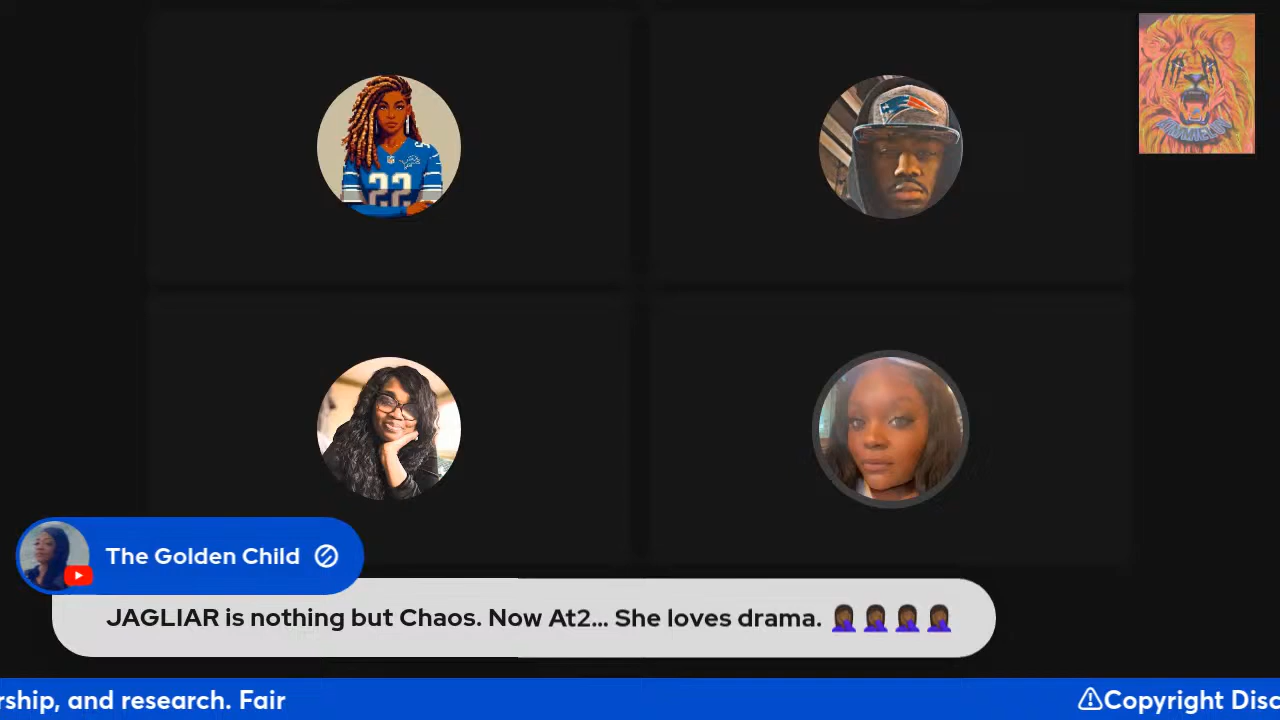 22
The Golden Child
JAGLIAR is nothing but Chaos. Now At2... She loves drama. 🤦🏿‍♀️🤦🏿‍♀️🤦🏿‍♀️🤦🏿‍♀️
rship, and research. Fair ⚠Copyright Disc